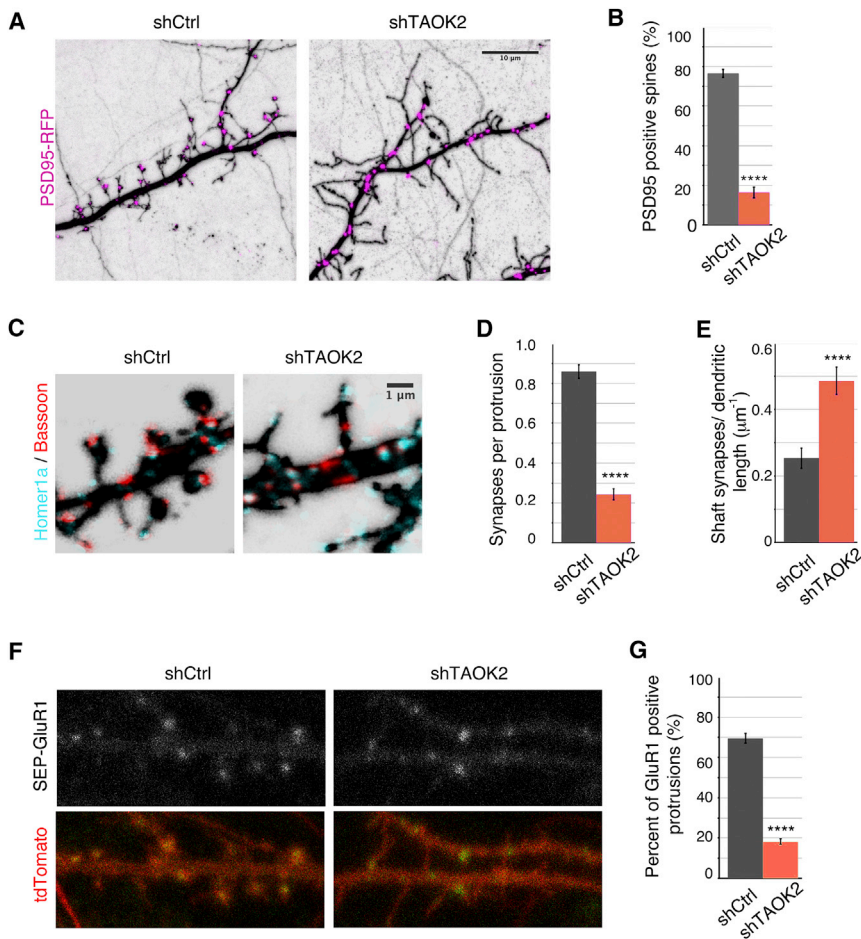 A
shCtrl
shTAOK2
10 µm
PSD95-RFP
B
PSD95 positive spines (%)
100
80
60
40
20
0
****
shCtrl
shTAOK2
C
shCtrl
shTAOK2
1 µm
Homer1a / Bassoon
D
Synapses per protrusion
1.0
0.8
0.6
0.4
0.2
0
****
shCtrl
shTAOK2
E
Shaft synapses/ dendritic
length (µm⁻¹)
0.6
0.4
0.2
0
****
shCtrl
shTAOK2
F
shCtrl
shTAOK2
SEP-GluR1
tdTomato
G
Percent of GluR1 positive
protrusions (%)
100
80
70
60
50
40
20
0
****
shCtrl
shTAOK2